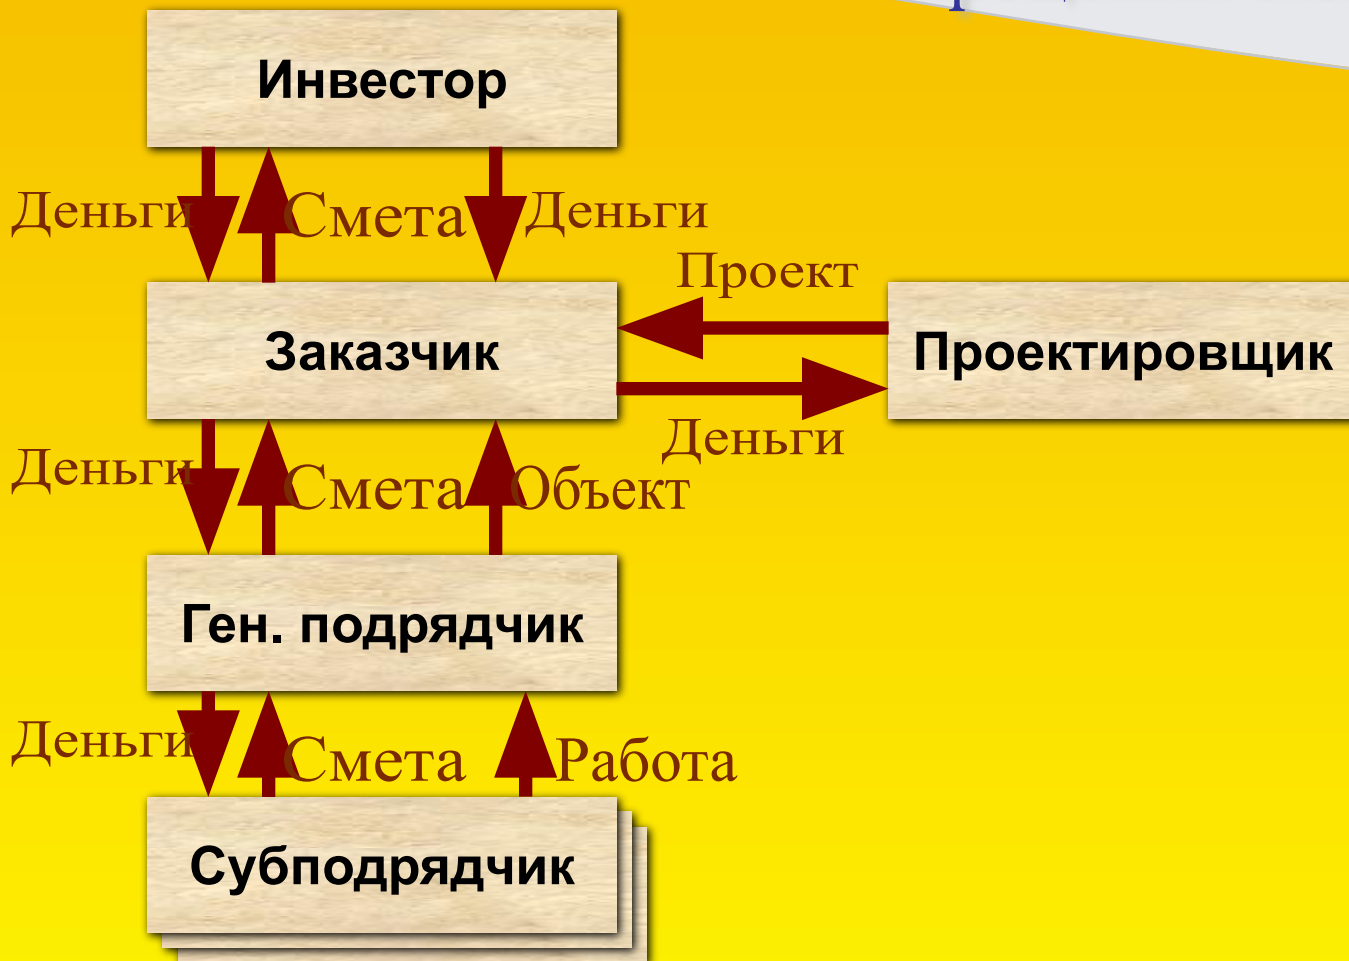 Инвестор
Деньги Смета Деньги
Проект
Заказчик Проектировщик
Деньги
Деньги Смета Объект
Ген. подрядчик
Деньги Смета Работа
Субподрядчик